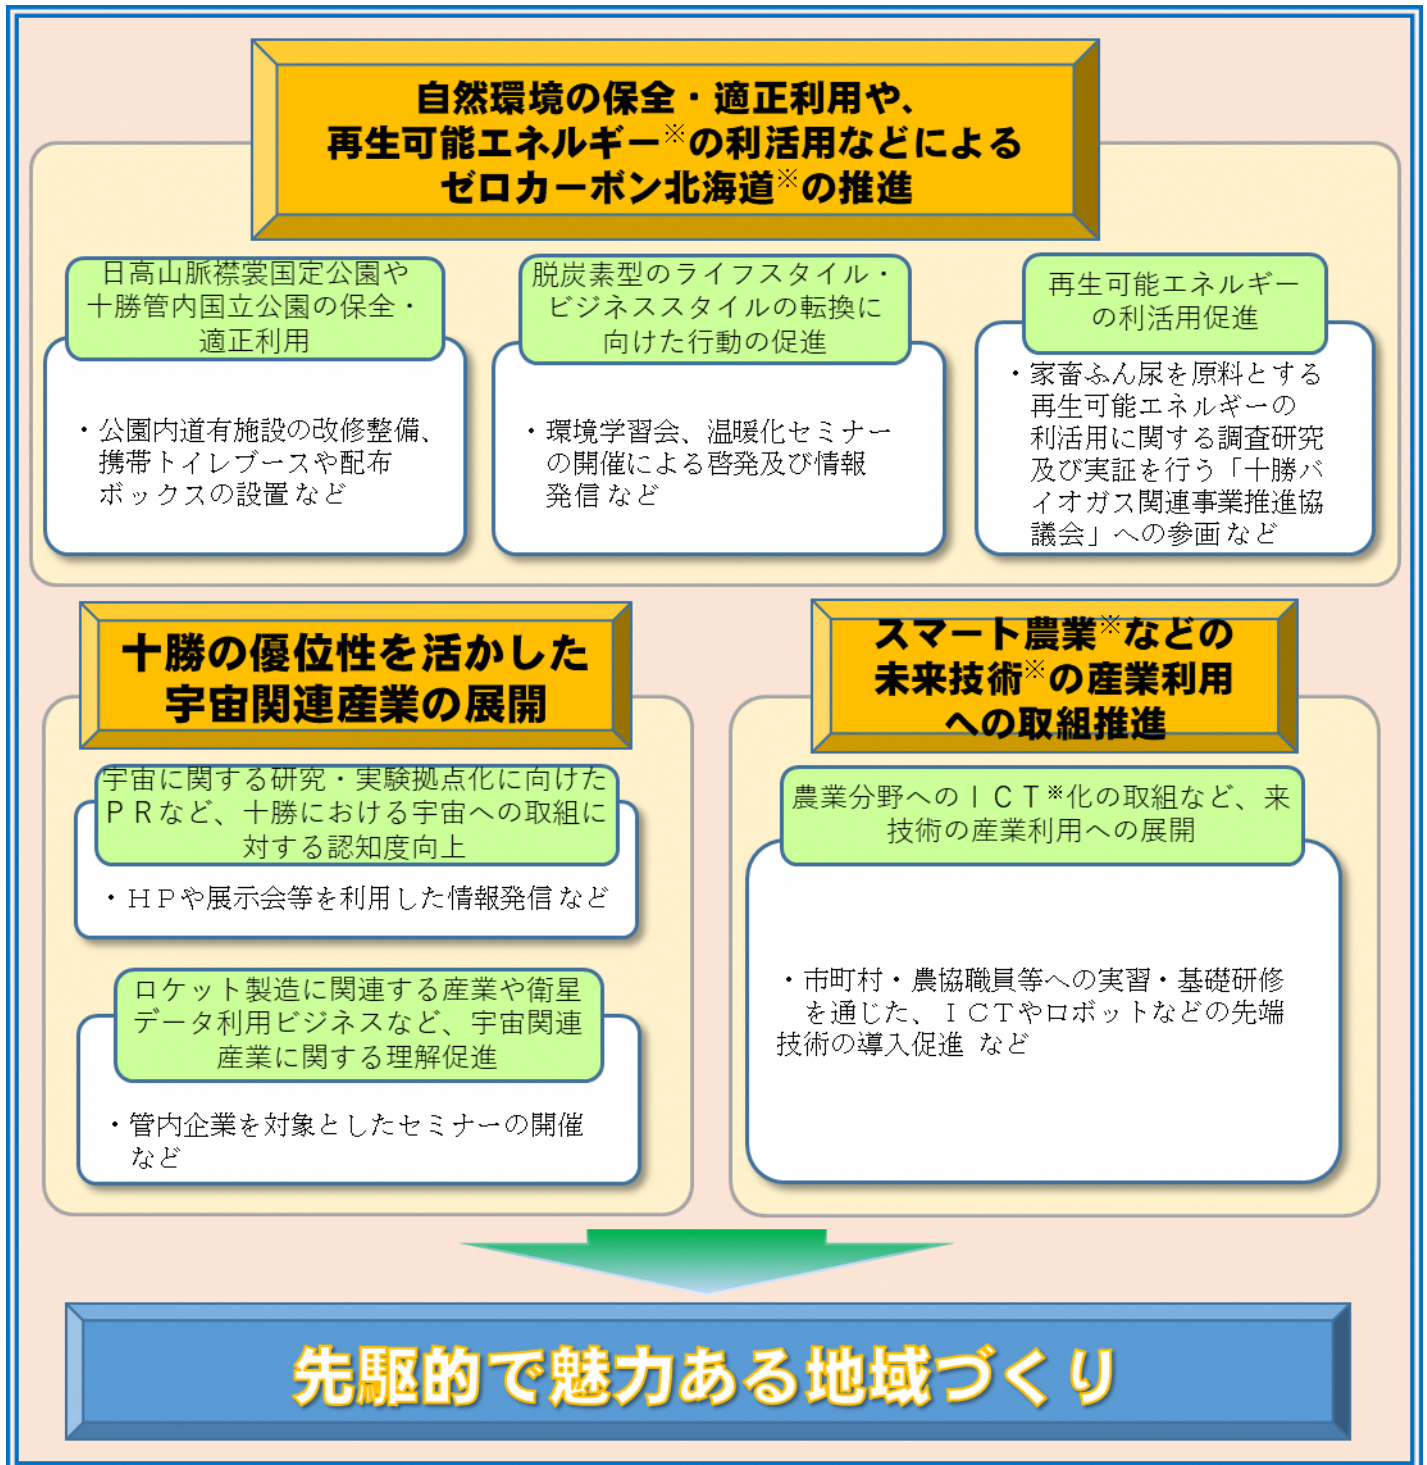 自然環境の保全・適正利用や、
再生可能エネルギー※の利活用などによる
ゼロカーボン北海道※の推進
日高山脈襟裳国定公園や
十勝管内国立公園の保全・
適正利用
・公園内道有施設の改修整備、
携帯トイレブースや配布
ボックスの設置 など
脱炭素型のライフスタイル・
ビジネススタイルの転換に
向けた行動の促進
・環境学習会、温暖化セミナー
の開催による啓発及び情報
発信 など
再生可能エネルギー
の利活用促進
・家畜ふん尿を原料とする
再生可能エネルギーの
利活用に関する調査研究
及び実証を行う「十勝バ
イオガス関連事業推進協
議会」への参画 など
十勝の優位性を活かした
宇宙関連産業の展開
宇宙に関する研究・実験拠点化に向けた
ＰＲなど、十勝における宇宙への取組に
対する認知度向上
・ＨＰや展示会等を利用した情報発信 など
ロケット製造に関連する産業や衛星
データ利用ビジネスなど、宇宙関連
産業に関する理解促進
・管内企業を対象としたセミナーの開催
など
スマート農業※などの
未来技術※の産業利用
への取組推進
農業分野へのＩＣＴ※化の取組など、来
技術の産業利用への展開
・市町村・農協職員等への実習・基礎研修
を通じた、ＩＣＴやロボットなどの先端
技術の導入促進 など
先駆的で魅力ある地域づくり